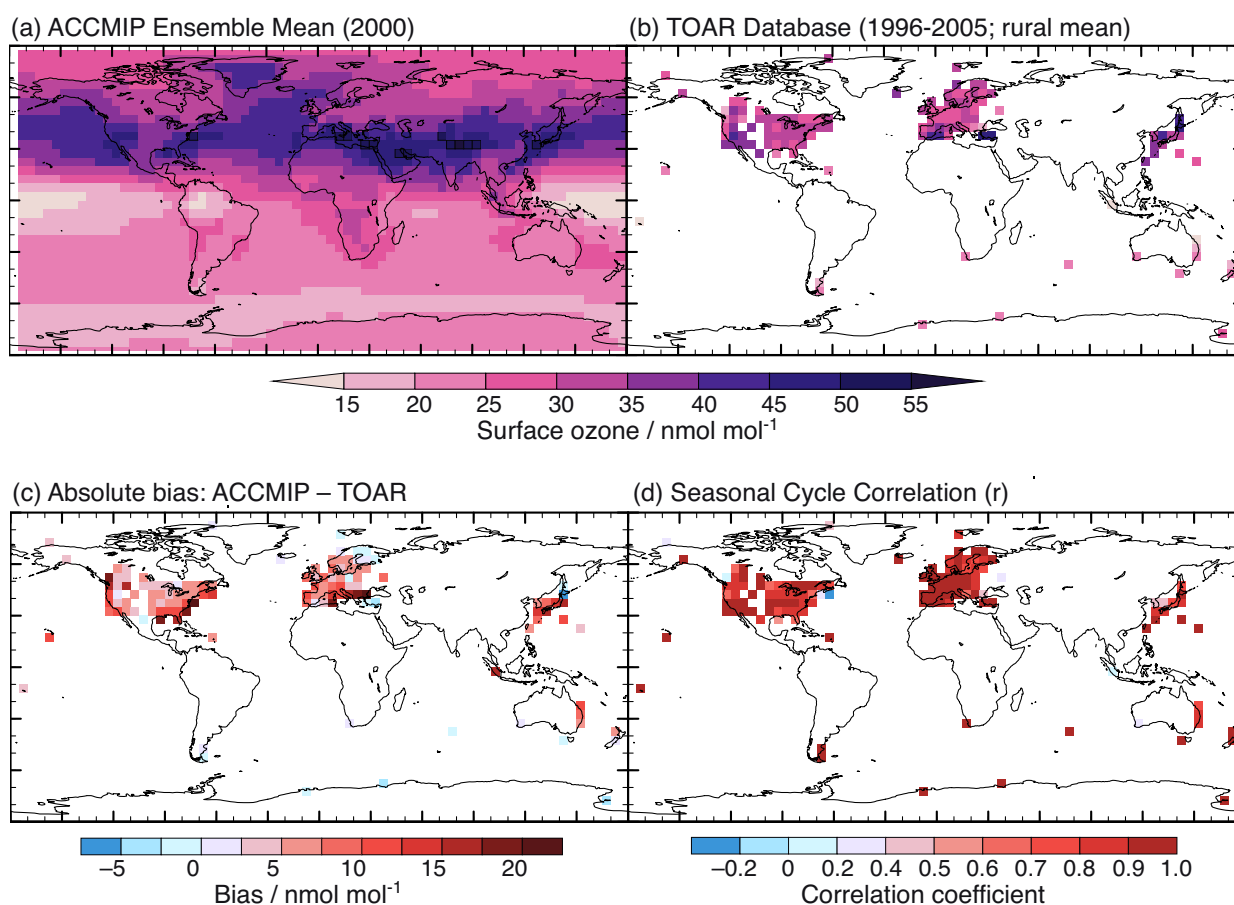 (a) ACCMIP Ensemble Mean (2000)
(b) TOAR Database (1996-2005; rural mean)
15 20 25 30 35 40 45 50 55
Surface ozone / nmol mol⁻¹
(c) Absolute bias: ACCMIP – TOAR
(d) Seasonal Cycle Correlation (r)
–5 0 5 10 15 20
Bias / nmol mol⁻¹
–0.2 0 0.2 0.4 0.5 0.6 0.7 0.8 0.9 1.0
Correlation coefficient